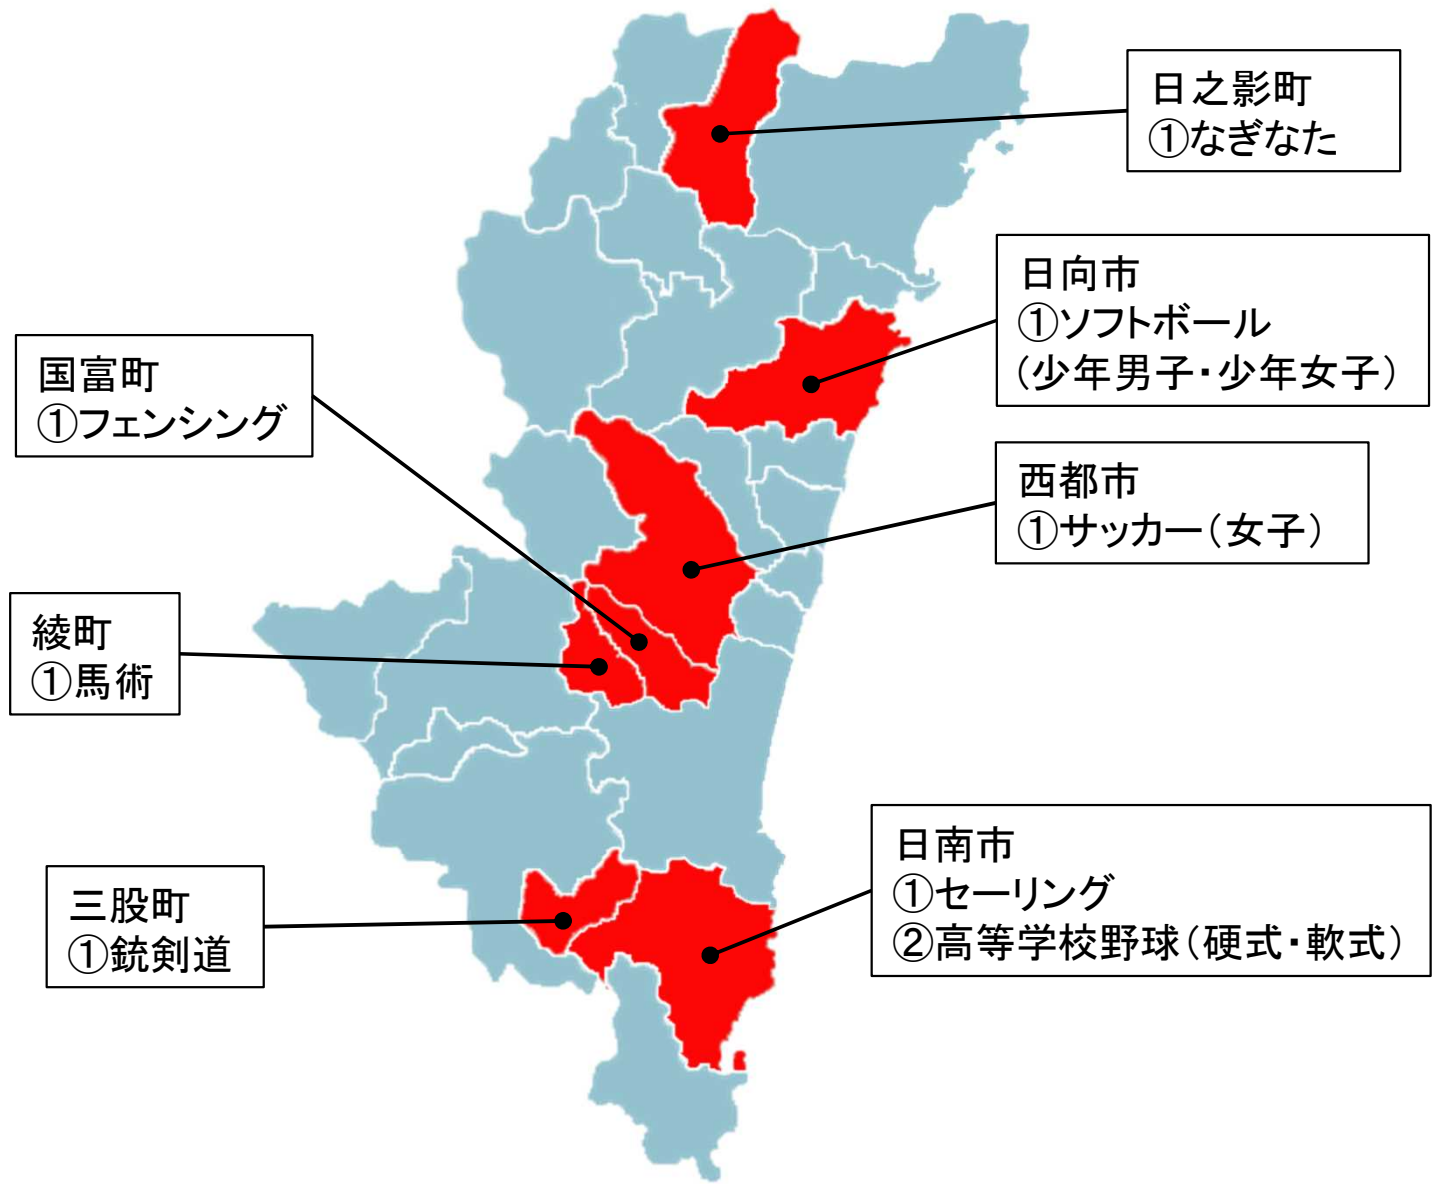 日之影町
①なぎなた
日向市
①ソフトボール
(少年男子・少年女子)
国富町
①フェンシング
西都市
①サッカー(女子)
綾町
①馬術
日南市
①セーリング
②高等学校野球(硬式・軟式)
三股町
①銃剣道